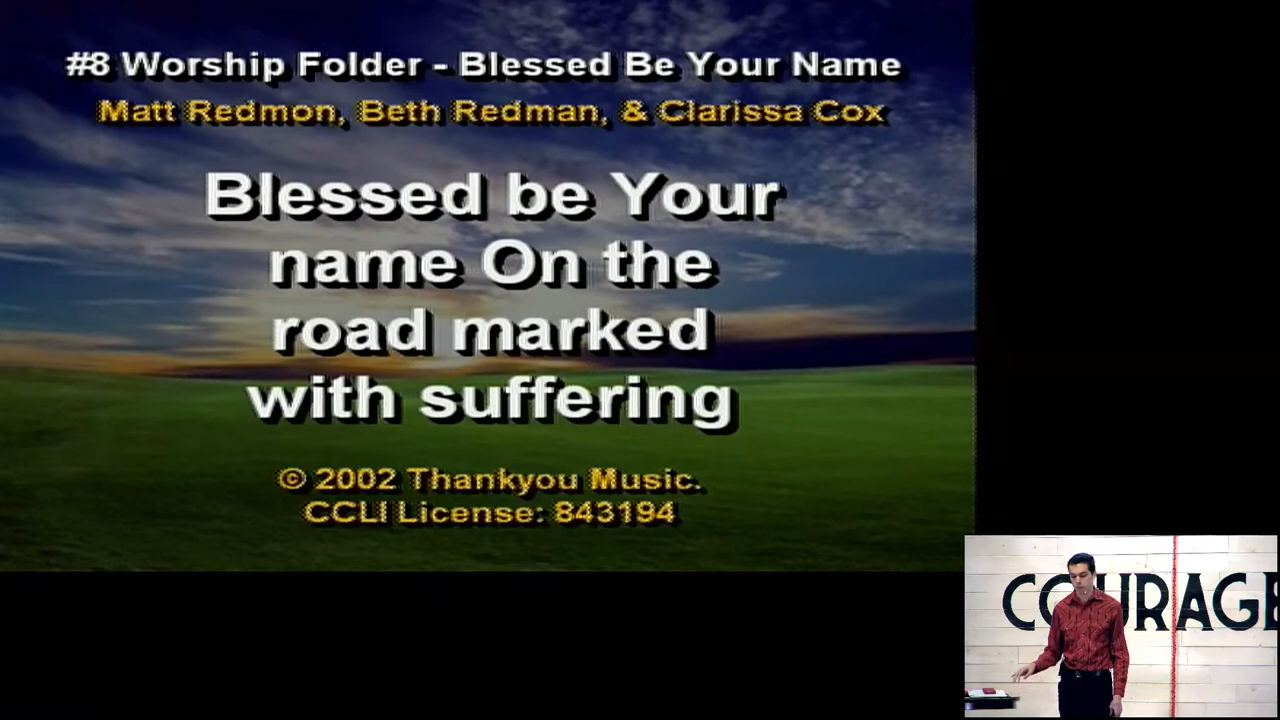 #8 Worship Folder - Blessed Be Your Name
Matt Redmon, Beth Redman, & Clarissa Cox
Blessed be Your
name On the
road marked
with suffering
© 2002 Thankyou Music.
CCLI License: 843194
COURAGE